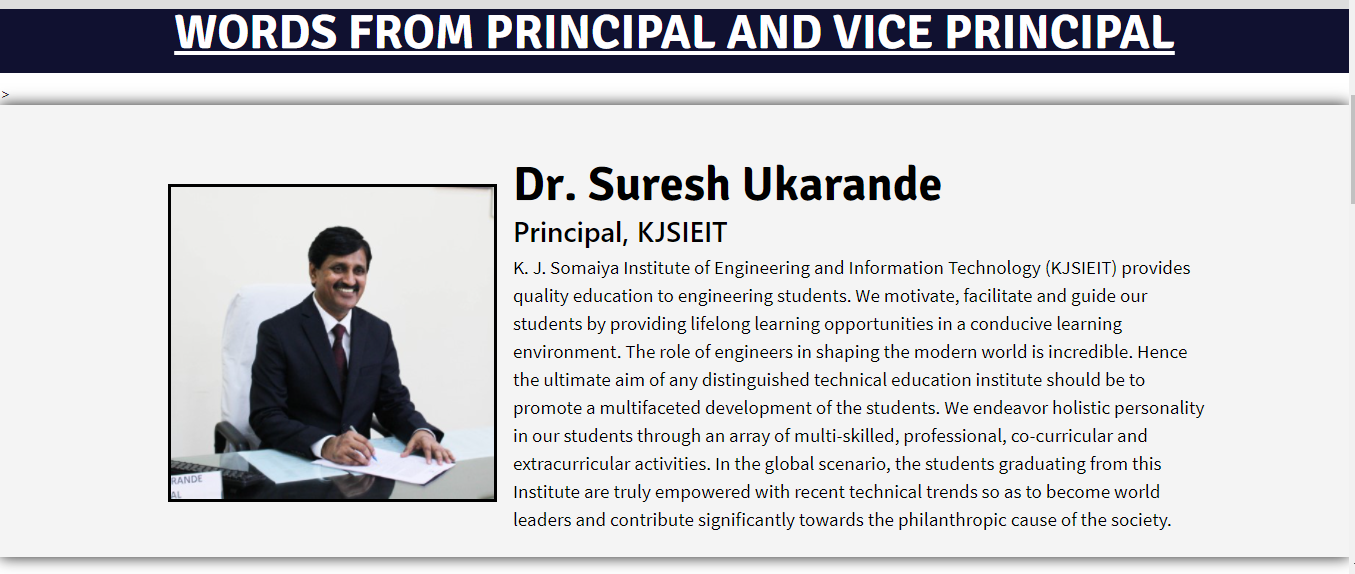 WORDS FROM PRINCIPAL AND VICE PRINCIPAL
>
Dr. Suresh Ukarande
Principal, KJSIEIT
K. J. Somaiya Institute of Engineering and Information Technology (KJSIEIT) provides
quality education to engineering students. We motivate, facilitate and guide our
students by providing lifelong learning opportunities in a conducive learning
environment. The role of engineers in shaping the modern world is incredible. Hence
the ultimate aim of any distinguished technical education institute should be to
promote a multifaceted development of the students. We endeavor holistic personality
in our students through an array of multi-skilled, professional, co-curricular and
extracurricular activities. In the global scenario, the students graduating from this
Institute are truly empowered with recent technical trends so as to become world
leaders and contribute significantly towards the philanthropic cause of the society.
RANDE
AL